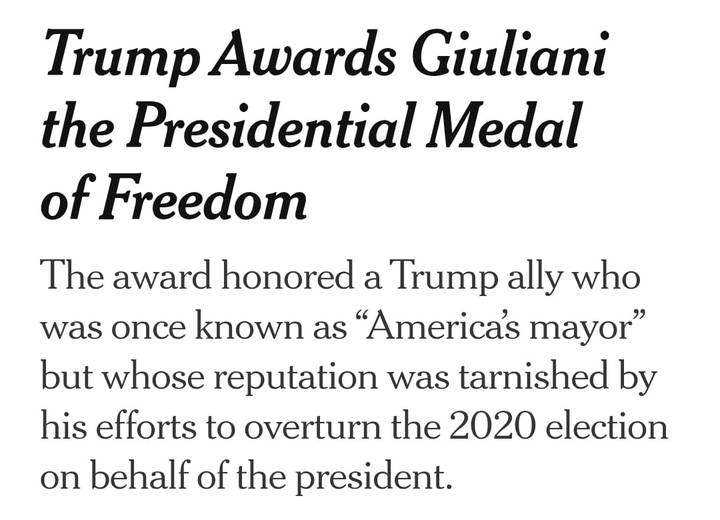 Trump Awards Giuliani
the Presidential Medal
of Freedom
The award honored a Trump ally who
was once known as “America’s mayor”
but whose reputation was tarnished by
his efforts to overturn the 2020 election
on behalf of the president.